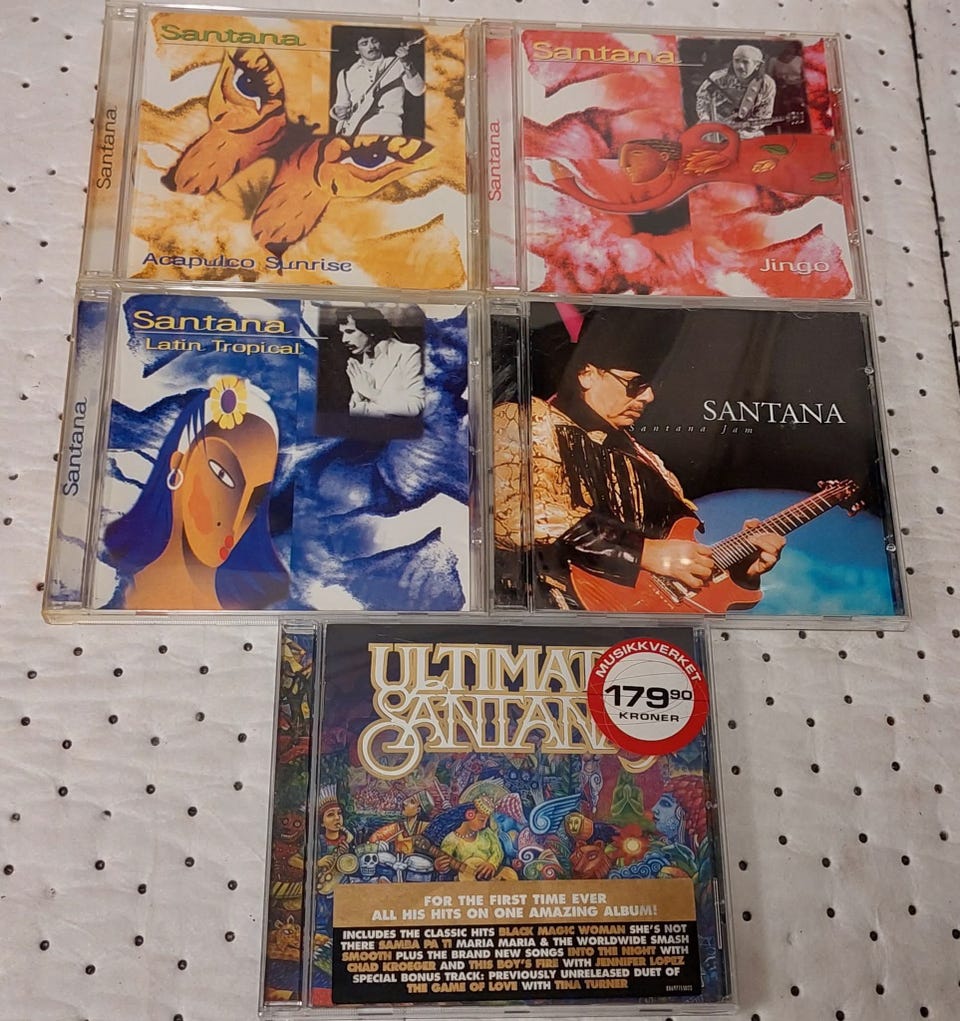 Santana
Santana
Acapulco Sunrise
Santana
Santana
Jingo
Santana
Santana
Latin Tropical
SANTANA
Santana Jam
ULTIMATE
SANTANA
MUSIKKVERKET
179 90
KRONER
FOR THE FIRST TIME EVER
ALL HIS HITS ON ONE AMAZING ALBUM!
INCLUDES THE CLASSIC HITS BLACK MAGIC WOMAN SHE'S NOT
THERE SAMBA PA TI MARIA MARIA & THE WORLDWIDE SMASH
SMOOTH PLUS THE BRAND NEW SONGS INTO THE NIGHT WITH
CHAD KROEGER AND THIS BOY'S FIRE WITH JENNIFER LOPEZ
SPECIAL BONUS TRACK: PREVIOUSLY UNRELEASED DUET OF
THE GAME OF LOVE WITH TINA TURNER